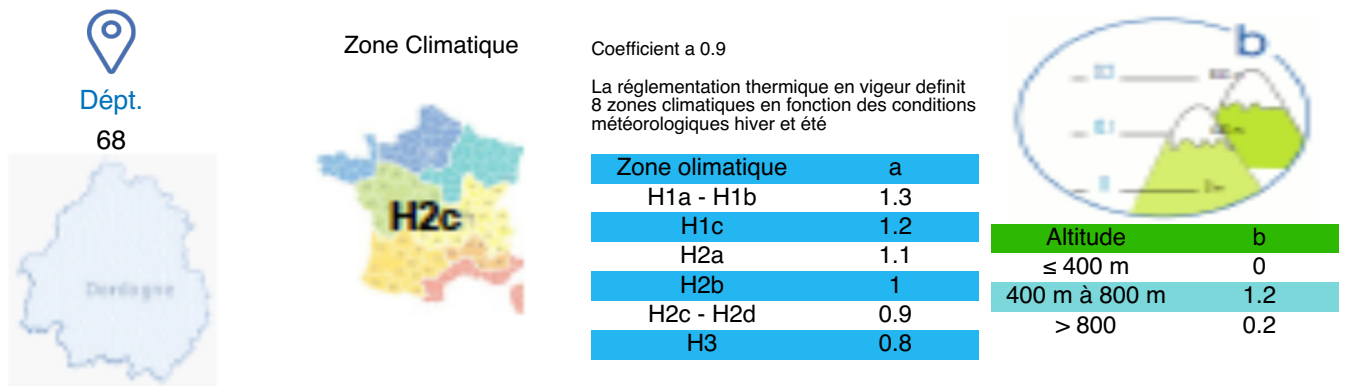 Dépt.
68
Dordogne
Zone Climatique
H2c
Coefficient a 0.9
La réglementation thermique en vigeur definit
8 zones climatiques en fonction des conditions
météorologiques hiver et été
Zone olimatique a
H1a - H1b 1.3
H1c 1.2
H2a 1.1
H2b 1
H2c - H2d 0.9
H3 0.8
b
Altitude b
≤ 400 m 0
400 m à 800 m 1.2
> 800 0.2